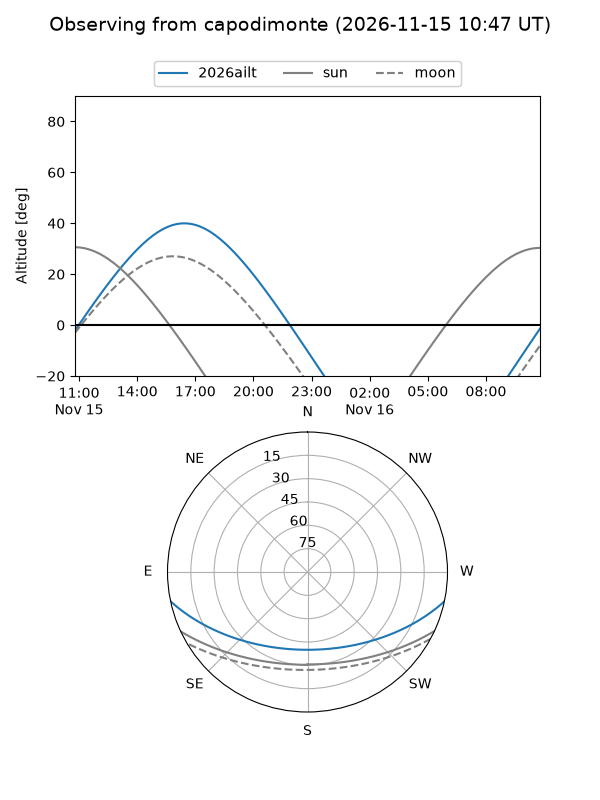 Observing from capodimonte (2026-11-15 10:47 UT)
2026ailt sun moon
80
60
40
20
0
−20
Altitude [deg]
11:00 14:00 17:00 20:00 23:00 02:00 05:00 08:00
Nov 15 Nov 16
N
NE NW
15
30
45
60
75
E W
SE SW
S